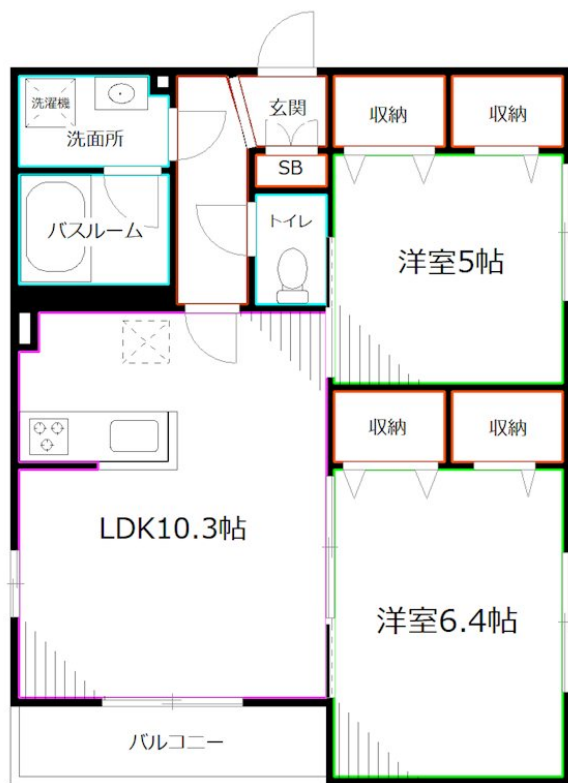 洗濯機
洗面所
玄関
収納
収納
SB
バスルーム
トイレ
洋室5帖
収納
収納
LDK10.3帖
洋室6.4帖
バルコニー